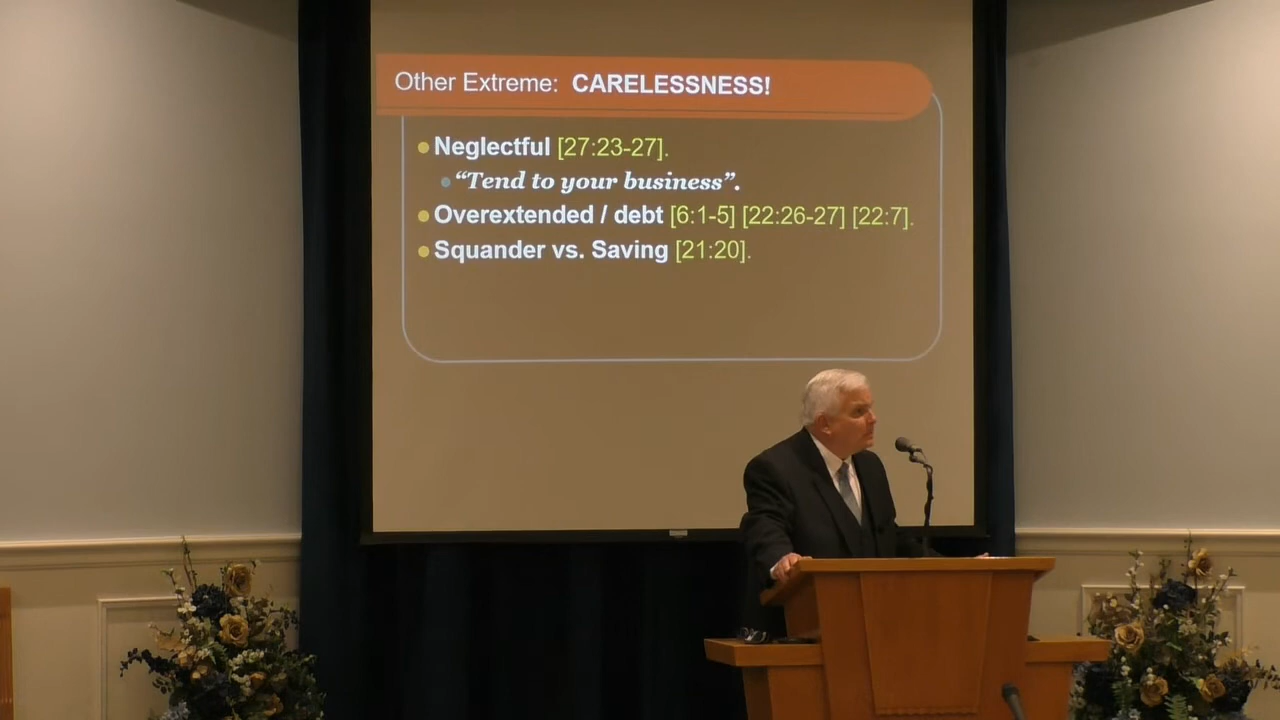 Other Extreme: CARELESSNESS!
Neglectful [27:23-27].
“Tend to your business”.
Overextended / debt [6:1-5] [22:26-27] [22:7].
Squander vs. Saving [21:20].